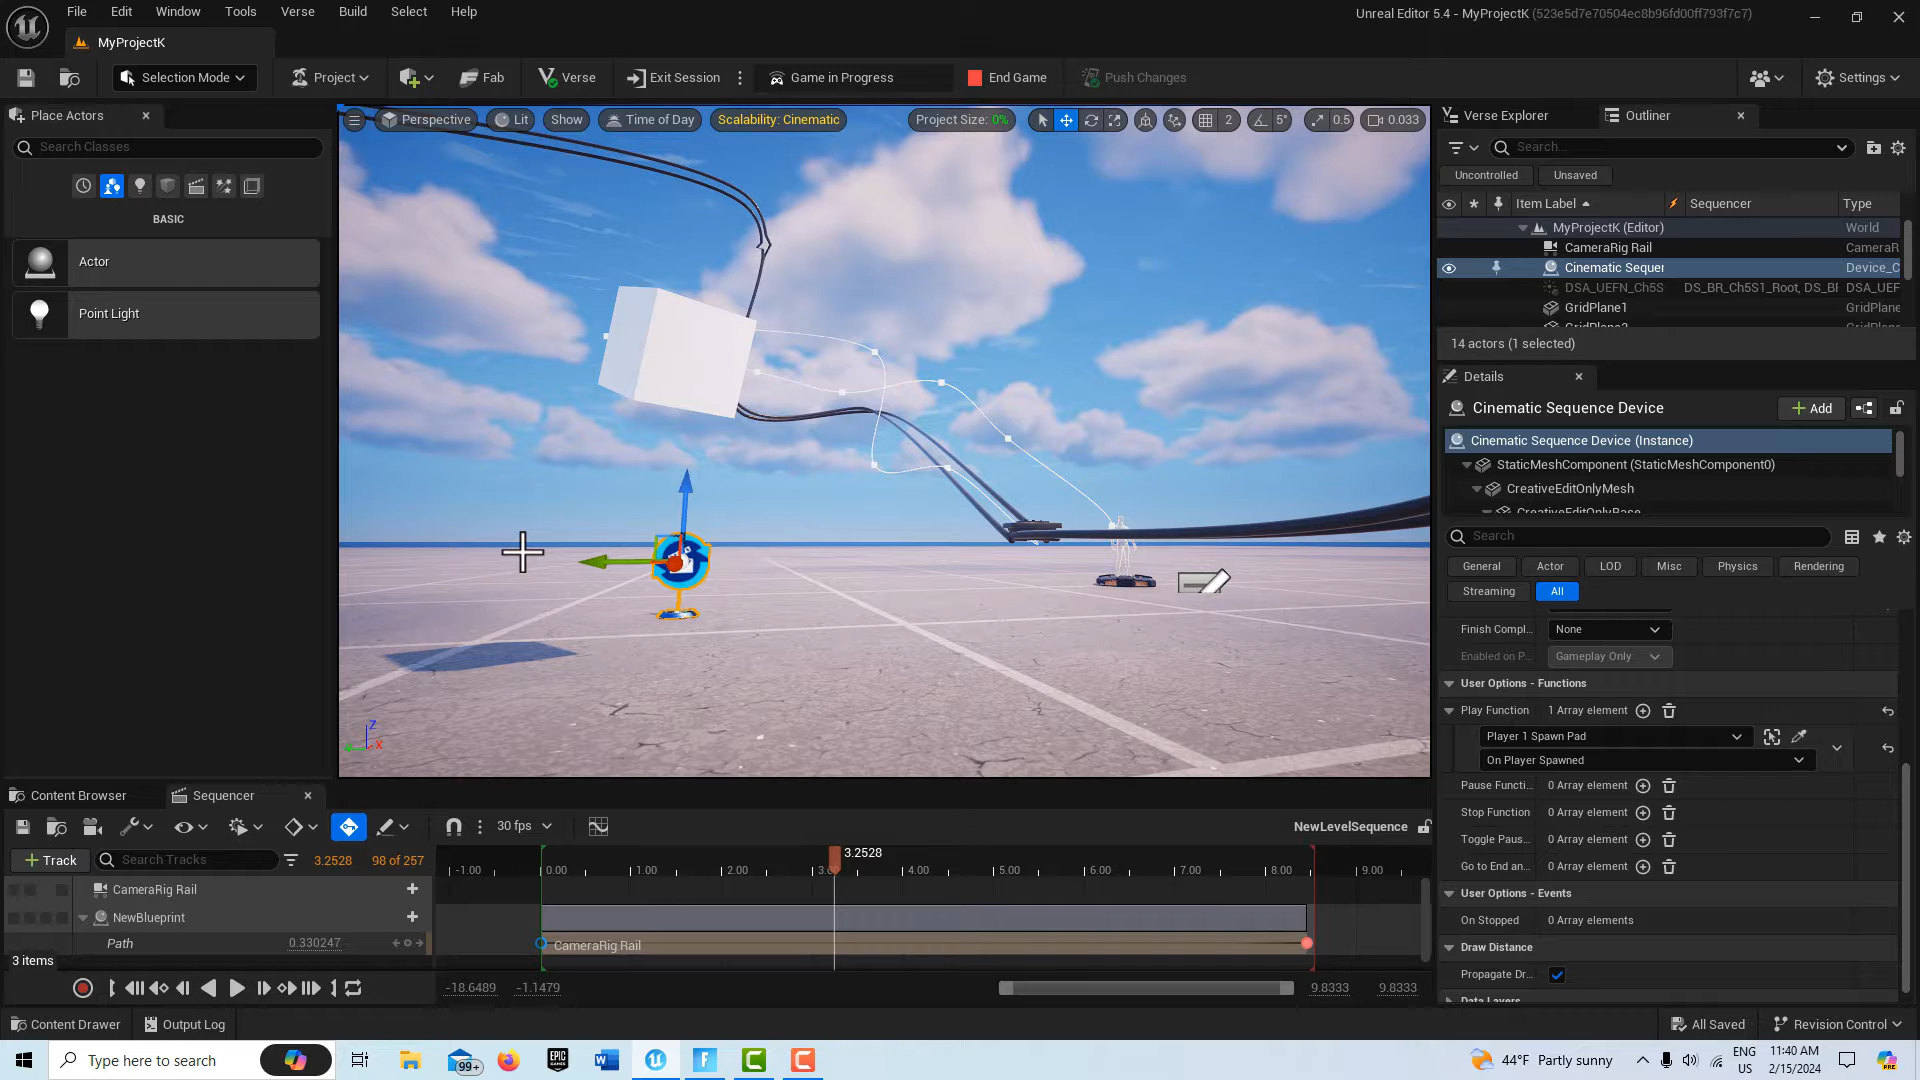 File Edit Window Tools Verse Build Select Help
Unreal Editor 5.4 - MyProjectK (523e5d7e70504ec8b96fd00ff793f7c7)
MyProjectK
Selection Mode
Project
Fab
Verse
Exit Session
Game in Progress
End Game
Push Changes
Settings
Place Actors
Search Classes
BASIC
Actor
Point Light
Perspective
Lit
Show
Time of Day
Scalability: Cinematic
Project Size: 0%
2
5°
0.5
0.033
Verse Explorer
Outliner
Search...
Uncontrolled
Unsaved
Item Label Sequencer Type
MyProjectK (Editor) World
CameraRig Rail CameraR
Cinematic Sequer Device_C
DSA_UEFN_Ch5S DS_BR_Ch5S1_Root, DS_BI DSA_UEF
GridPlane1 GridPlane
14 actors (1 selected)
Details
Cinematic Sequence Device
Add
Cinematic Sequence Device (Instance)
StaticMeshComponent (StaticMeshComponent0)
CreativeEditOnlyMesh
CreativeEditOnlyBase
Search
General Actor LOD Misc Physics Rendering
Streaming All
Finish Compl... None
Enabled on P... Gameplay Only
User Options - Functions
Play Function 1 Array element
Player 1 Spawn Pad
On Player Spawned
Pause Functi... 0 Array element
Stop Function 0 Array element
Toggle Paus... 0 Array element
Go to End an... 0 Array element
User Options - Events
On Stopped 0 Array elements
Draw Distance
Propagate Dr...
Data Layers
Z
X
Content Browser
Sequencer
30 fps
NewLevelSequence
Track
Search Tracks
3.2528
98 of 257
3.2528
-1.00 0.00 1.00 2.00 3.00 4.00 5.00 6.00 7.00 8.00 9.00
CameraRig Rail
NewBlueprint
Path 0.330247
CameraRig Rail
3 items
-18.6489 -1.1479 9.8333 9.8333
Content Drawer
Output Log
All Saved
Revision Control
Type here to search
99+
44°F Partly sunny
ENG
US
11:40 AM
2/15/2024